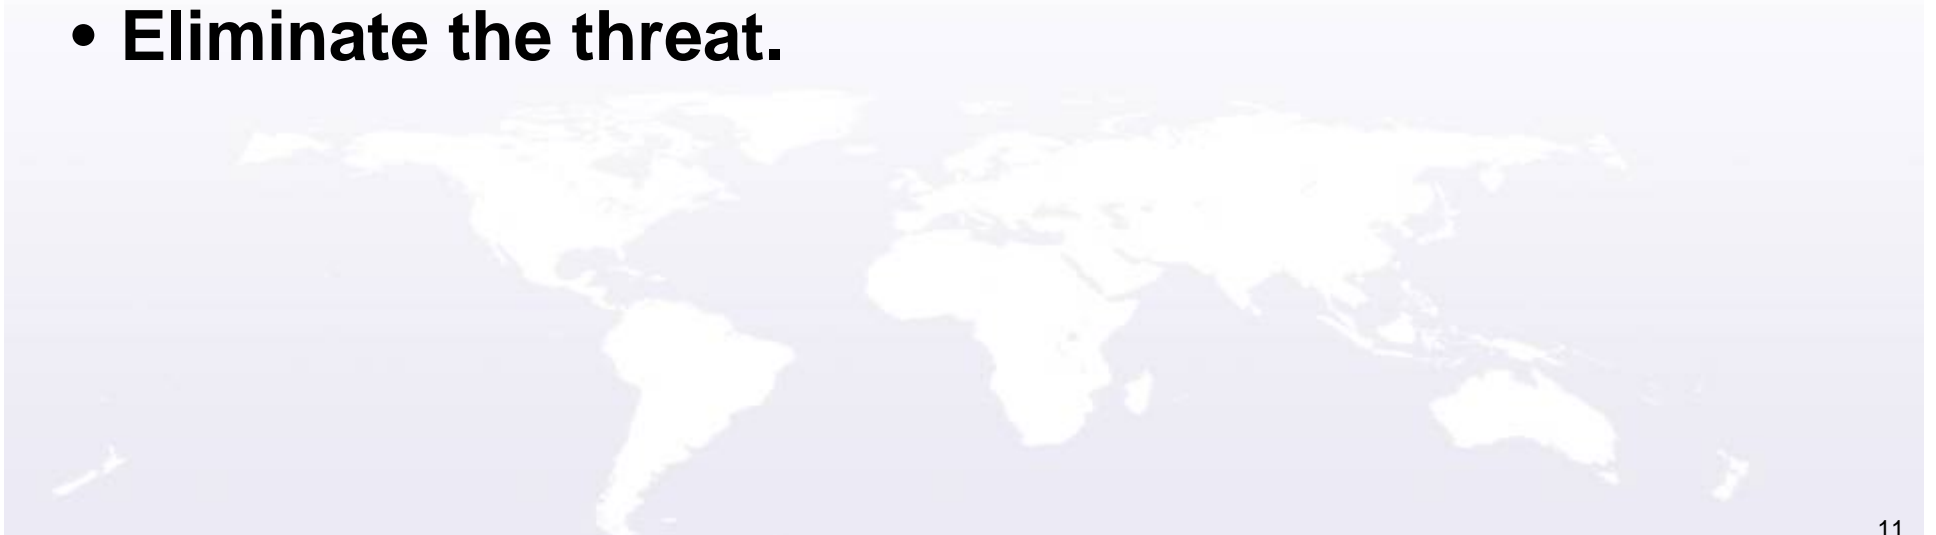 • Eliminate the threat.
11